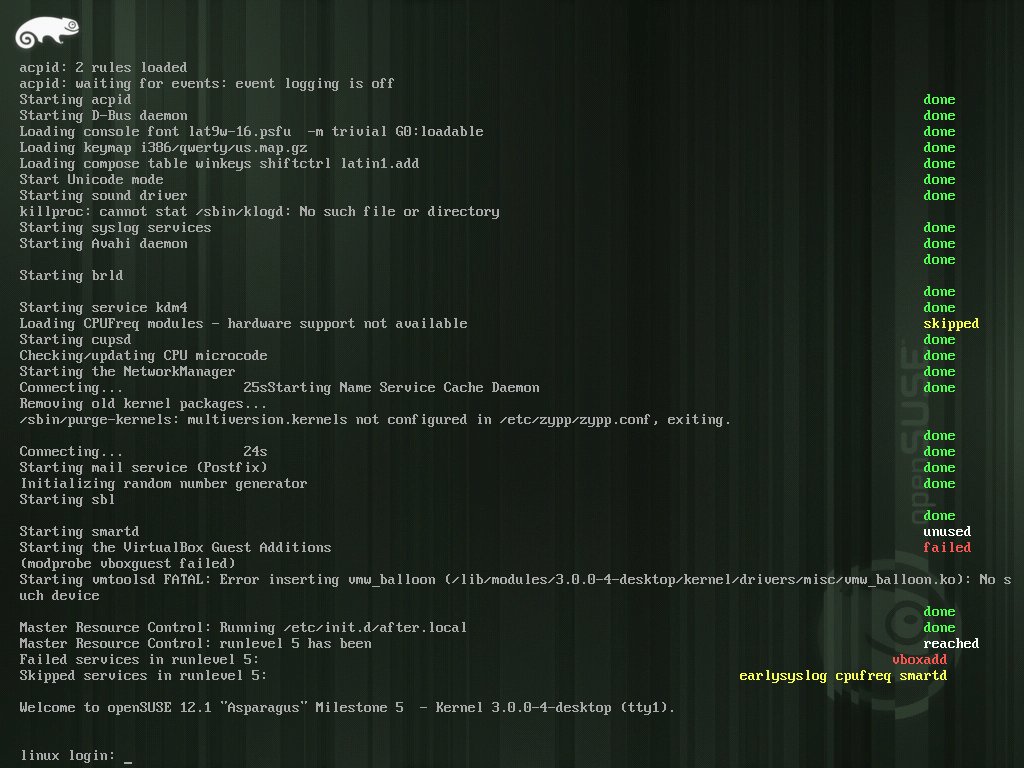 acpid: 2 rules loaded
acpid: waiting for events: event logging is off
Starting acpid done
Starting D-Bus daemon done
Loading console font lat9w-16.psfu  -m trivial G0:loadable done
Loading keymap i386/qwerty/us.map.gz done
Loading compose table winkeys shiftctrl latin1.add done
Start Unicode mode done
Starting sound driver done
killproc: cannot stat /sbin/klogd: No such file or directory
Starting syslog services done
Starting Avahi daemon done
done
Starting brld
done
Starting service kdm4 done
Loading CPUFreq modules - hardware support not available skipped
Starting cupsd done
Checking/updating CPU microcode done
Starting the NetworkManager done
Connecting... 25sStarting Name Service Cache Daemon done
Removing old kernel packages...
/sbin/purge-kernels: multiversion.kernels not configured in /etc/zypp/zypp.conf, exiting.
done
Connecting... 24s done
Starting mail service (Postfix) done
Initializing random number generator done
Starting sbl
done
Starting smartd unused
Starting the VirtualBox Guest Additions failed
(modprobe vboxguest failed)
Starting vmtoolsd FATAL: Error inserting vmw_balloon (/lib/modules/3.0.0-4-desktop/kernel/drivers/misc/vmw_balloon.ko): No s
uch device
done
Master Resource Control: Running /etc/init.d/after.local done
Master Resource Control: runlevel 5 has been reached
Failed services in runlevel 5: vboxadd
Skipped services in runlevel 5: earlysyslog cpufreq smartd
Welcome to openSUSE 12.1 "Asparagus" Milestone 5  - Kernel 3.0.0-4-desktop (tty1).
linux login: _
openSUSE